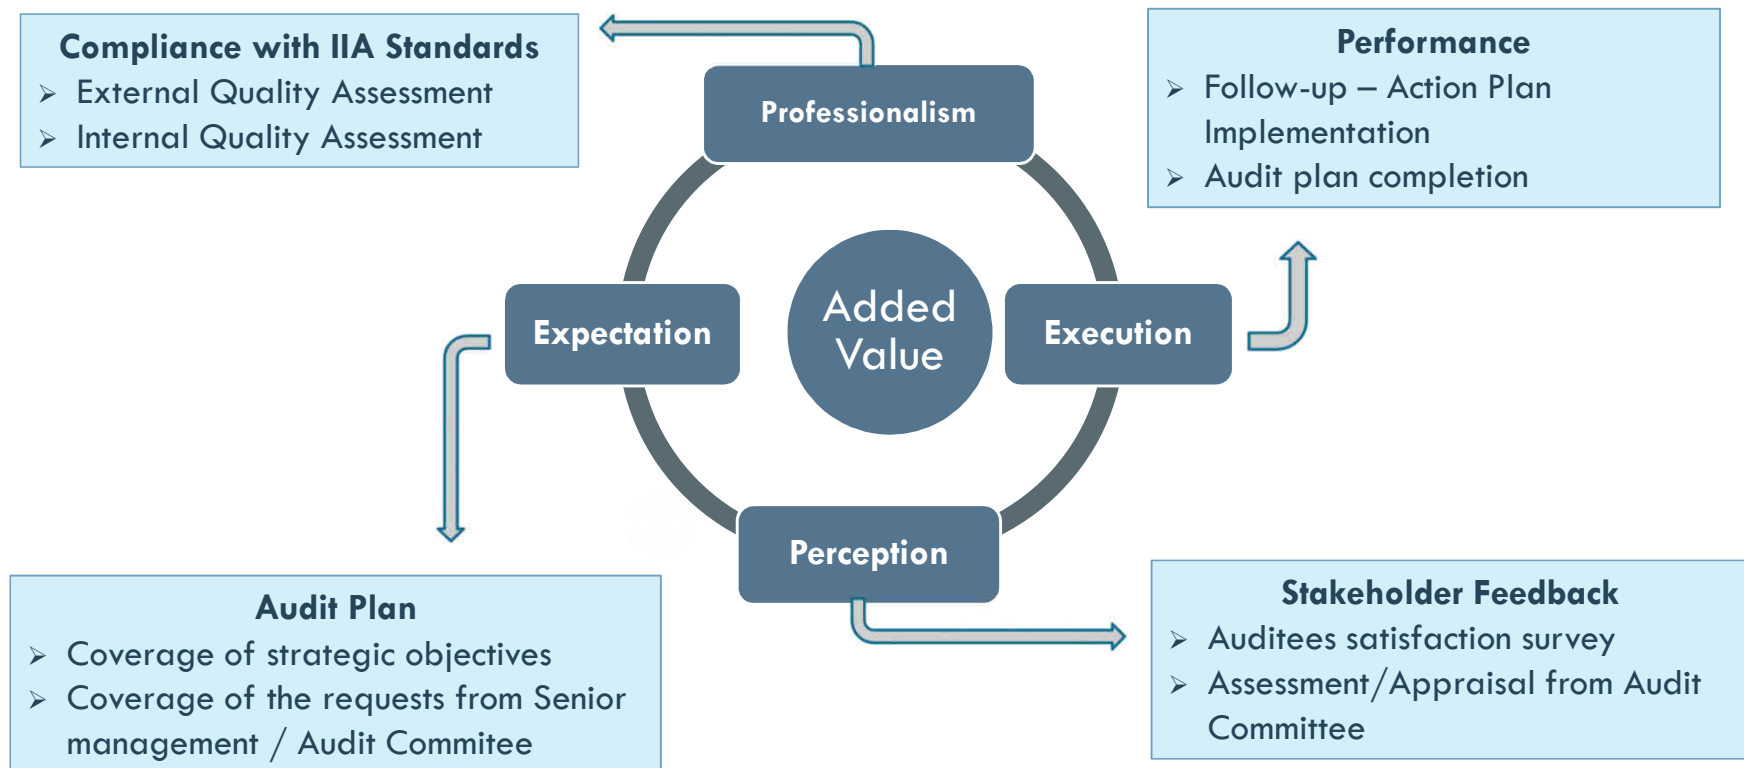 Compliance with IIA Standards
➢ External Quality Assessment
➢ Internal Quality Assessment
Professionalism
Performance
➢ Follow-up – Action Plan
Implementation
➢ Audit plan completion
Expectation
Added
Value
Execution
Perception
Audit Plan
➢ Coverage of strategic objectives
➢ Coverage of the requests from Senior
management / Audit Commitee
Stakeholder Feedback
➢ Auditees satisfaction survey
➢ Assessment/Appraisal from Audit
Committee